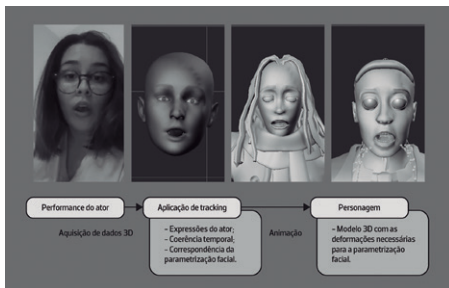 Performance do ator
Aplicação de tracking
Personagem
Aquisição de dados 3D
- Expressões do ator;
- Coerência temporal;
- Correspondência da
parametrização facial.
Animação
- Modelo 3D com as
deformações necessárias
para a parametrização
facial.